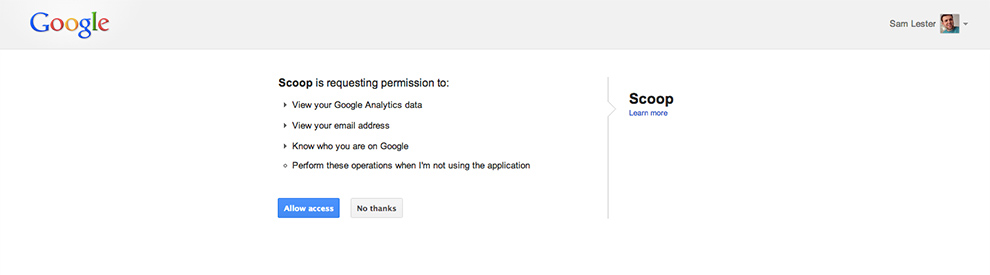 Google
Sam Lester
Scoop is requesting permission to:
View your Google Analytics data
View your email address
Know who you are on Google
Perform these operations when I'm not using the application
Allow access
No thanks
Scoop
Learn more